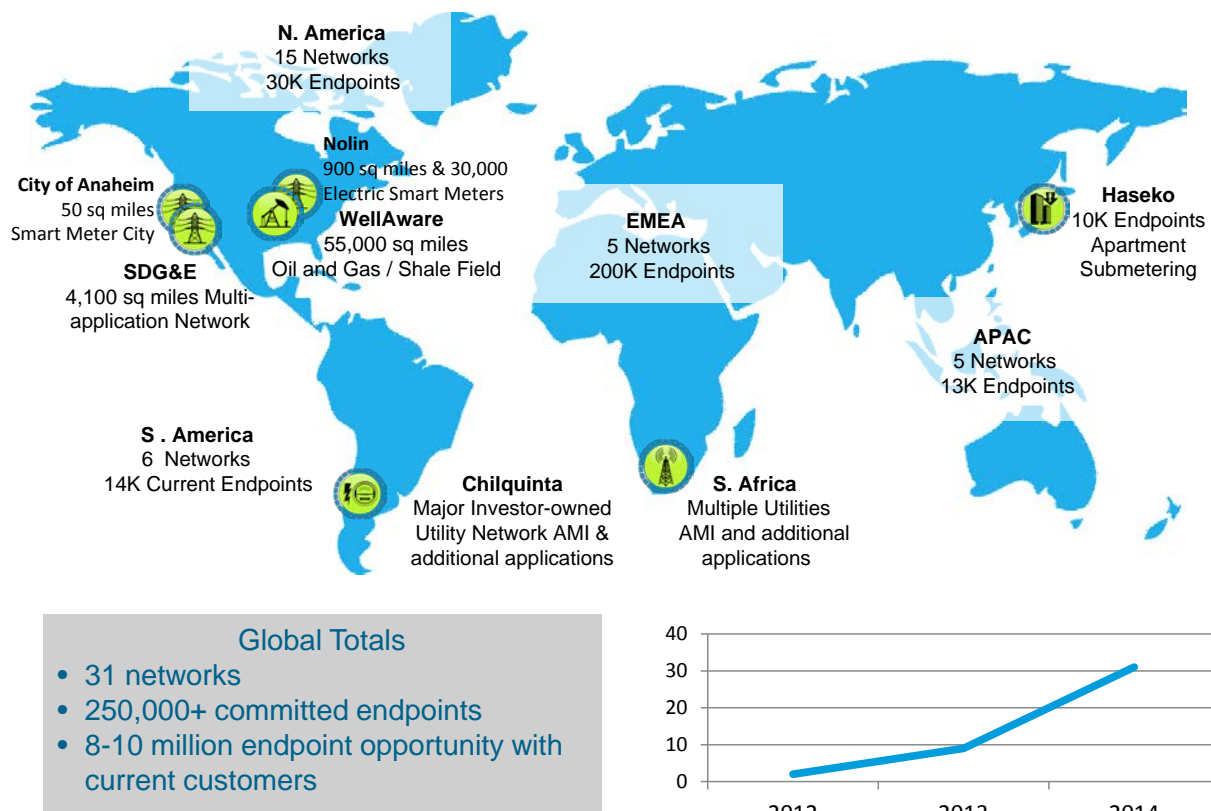 N. America
15 Networks
30K Endpoints
Nolin
900 sq miles & 30,000
Electric Smart Meters
City of Anaheim
50 sq miles
Smart Meter City
WellAware
55,000 sq miles
Oil and Gas / Shale Field
SDG&E
4,100 sq miles Multi-
application Network
EMEA
5 Networks
200K Endpoints
Haseko
10K Endpoints
Apartment
Submetering
APAC
5 Networks
13K Endpoints
S . America
6 Networks
14K Current Endpoints
Chilquinta
Major Investor-owned
Utility Network AMI &
additional applications
S. Africa
Multiple Utilities
AMI and additional
applications
Global Totals
• 31 networks
• 250,000+ committed endpoints
• 8-10 million endpoint opportunity with
current customers
40
30
20
10
0
2012 2013 2014